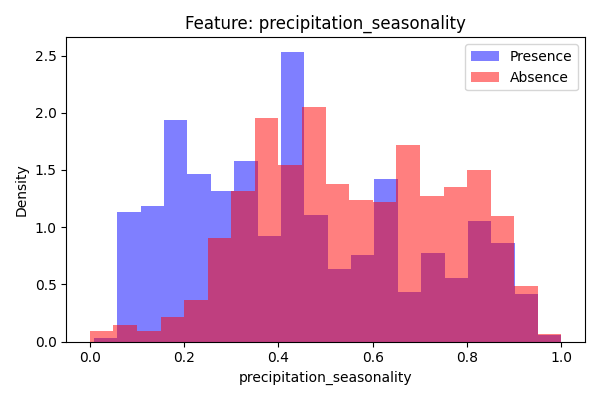 Feature: precipitation_seasonality
Presence
Absence
Density
2.5
2.0
1.5
1.0
0.5
0.0
0.0 0.2 0.4 0.6 0.8 1.0
precipitation_seasonality